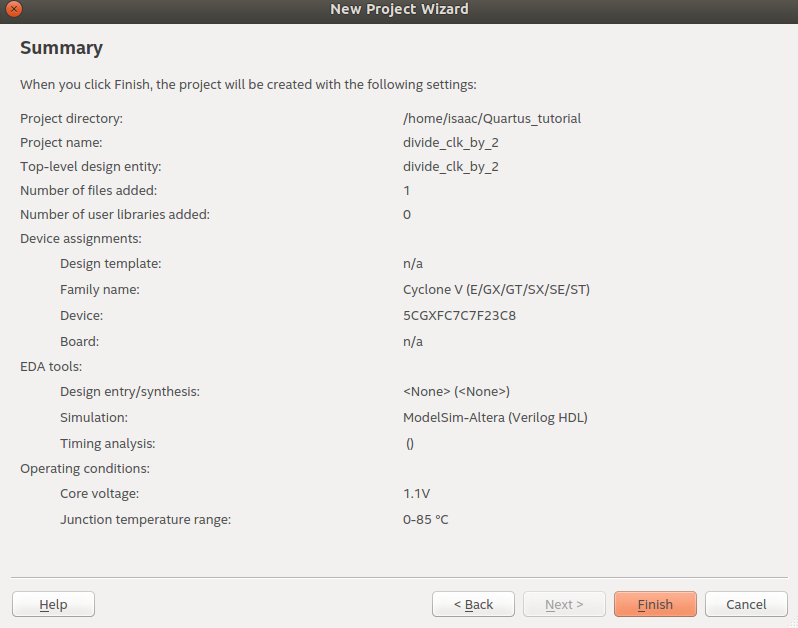 New Project Wizard
Summary
When you click Finish, the project will be created with the following settings:
Project directory: /home/isaac/Quartus_tutorial
Project name: divide_clk_by_2
Top-level design entity: divide_clk_by_2
Number of files added: 1
Number of user libraries added: 0
Device assignments:
Design template: n/a
Family name: Cyclone V (E/GX/GT/SX/SE/ST)
Device: 5CGXFC7C7F23C8
Board: n/a
EDA tools:
Design entry/synthesis: <None> (<None>)
Simulation: ModelSim-Altera (Verilog HDL)
Timing analysis: ()
Operating conditions:
Core voltage: 1.1V
Junction temperature range: 0-85 °C
Help < Back Next > Finish Cancel